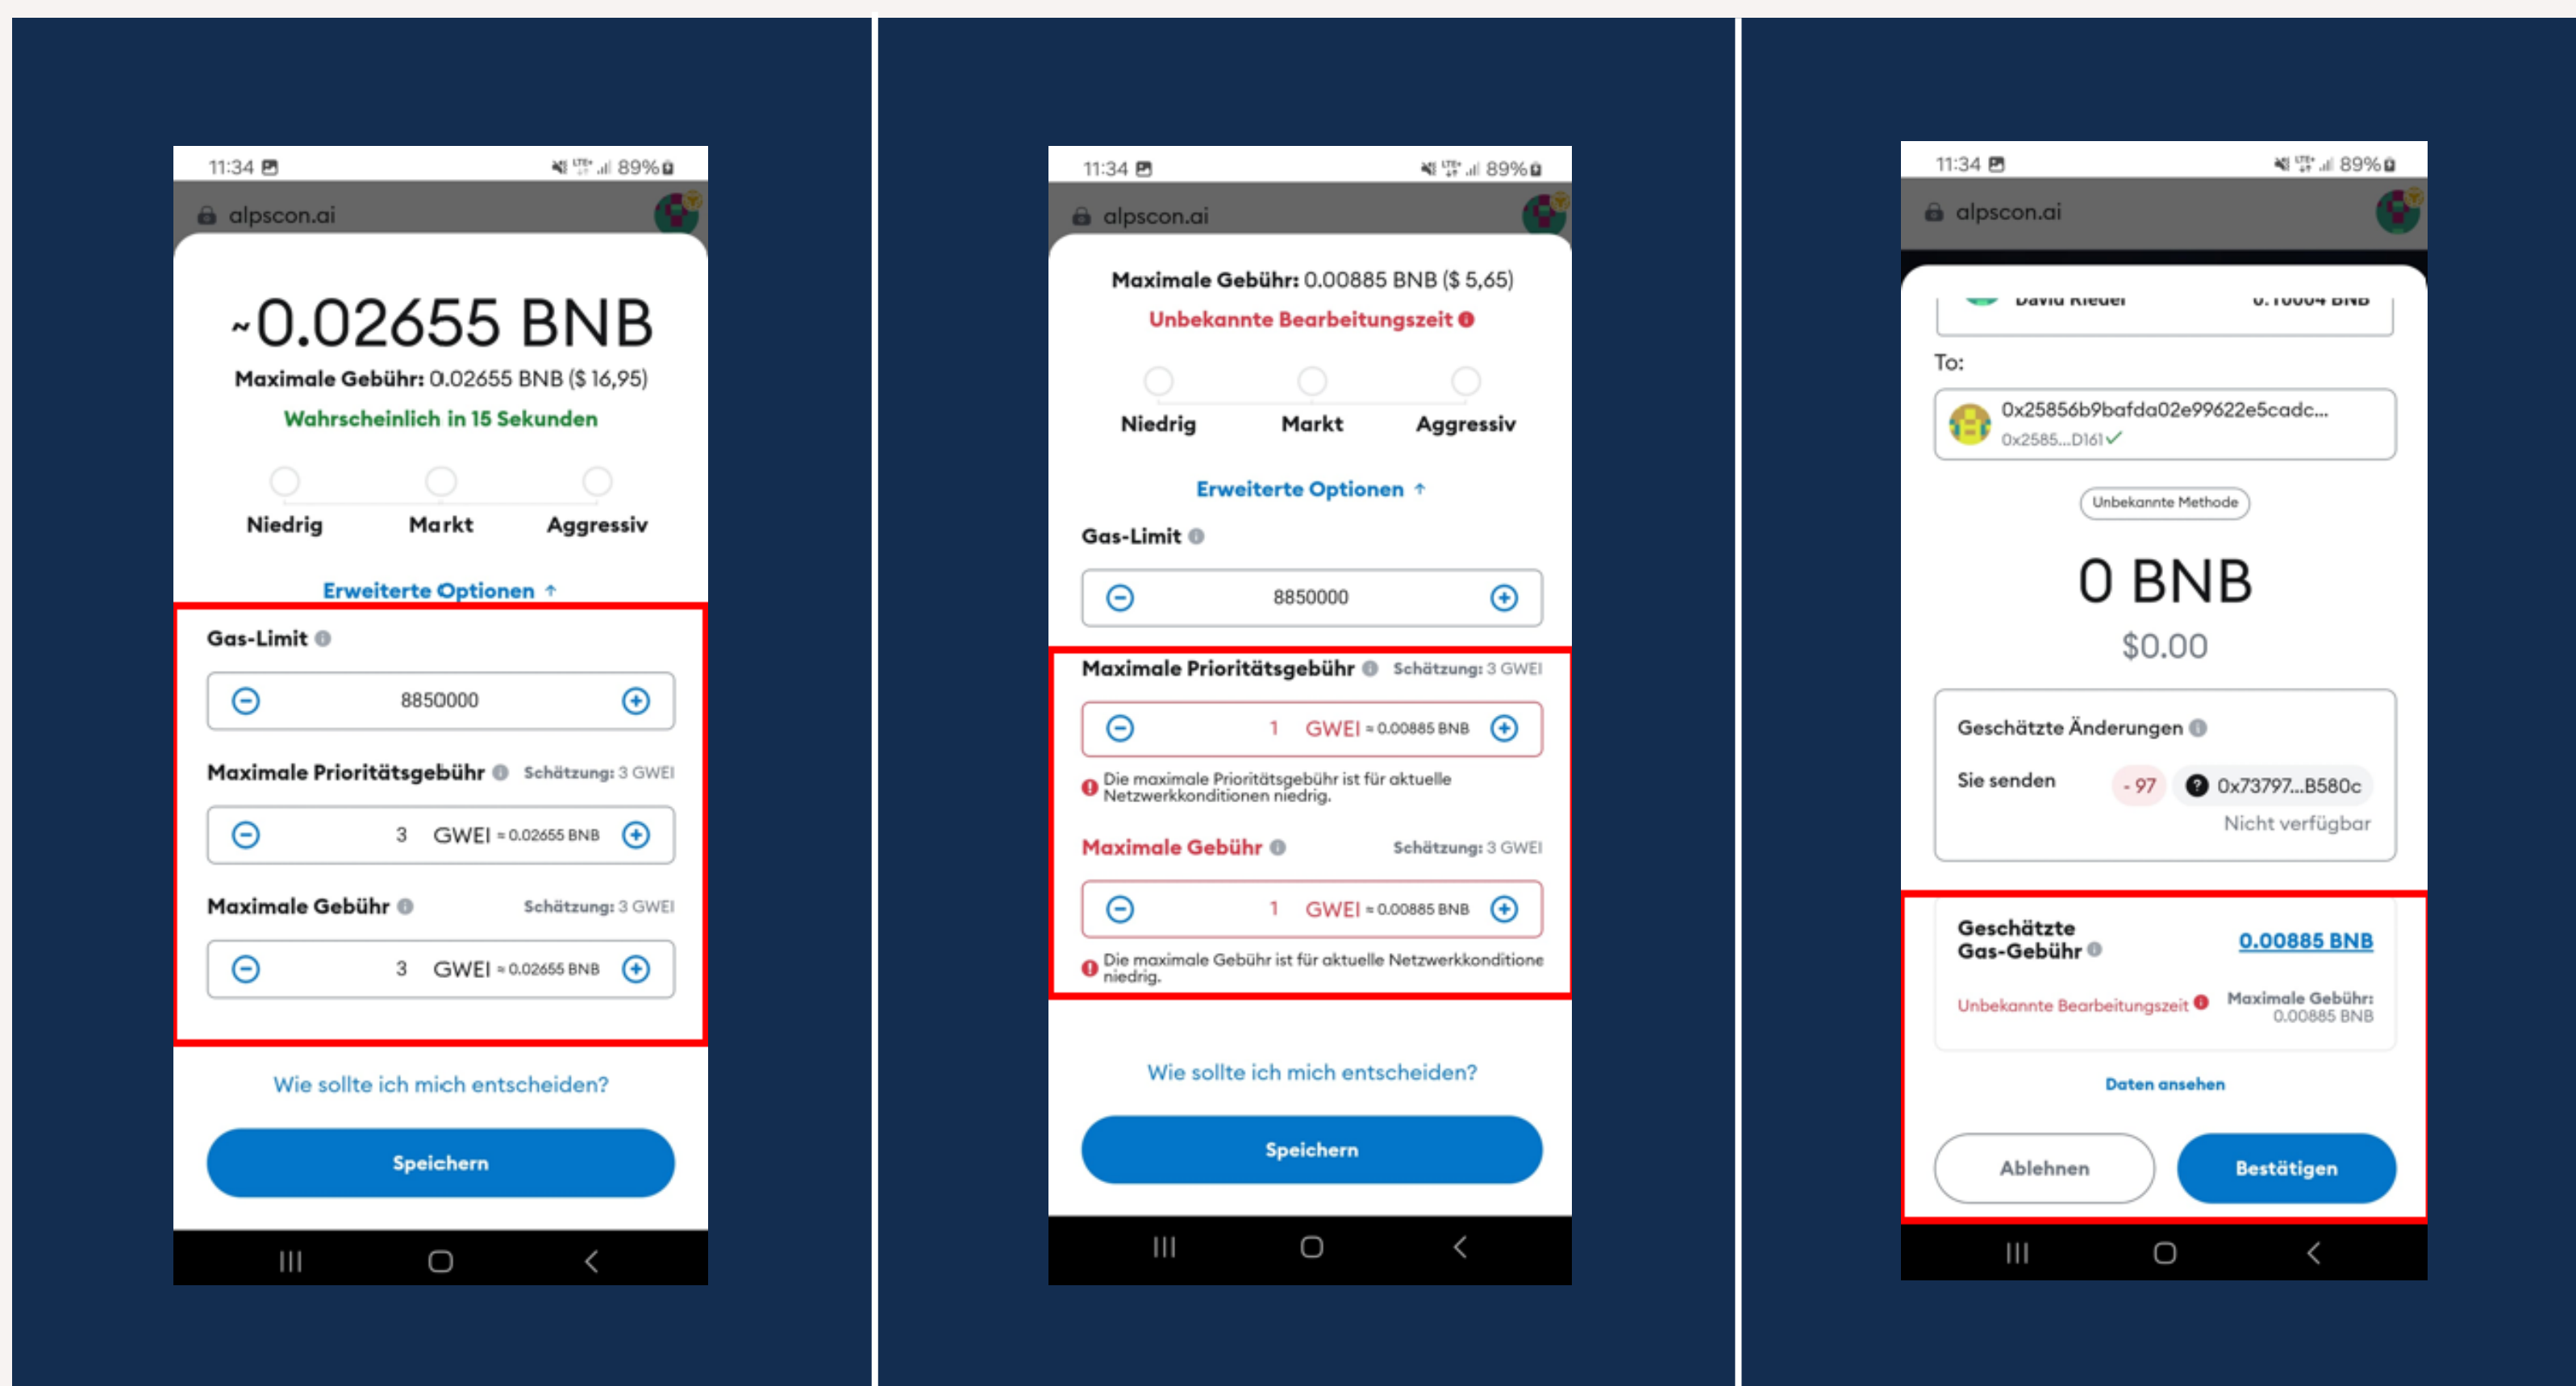 11:34
LTE+
89%
alpscon.ai
~0.02655 BNB
Maximale Gebühr: 0.02655 BNB ($ 16,95)
Wahrscheinlich in 15 Sekunden
Niedrig Markt Aggressiv
Erweiterte Optionen ↑
Gas-Limit
8850000
Maximale Prioritätsgebühr Schätzung: 3 GWEI
3 GWEI ≈ 0.02655 BNB
Maximale Gebühr Schätzung: 3 GWEI
3 GWEI ≈ 0.02655 BNB
Wie sollte ich mich entscheiden?
Speichern
11:34
LTE+
89%
alpscon.ai
Maximale Gebühr: 0.00885 BNB ($ 5,65)
Unbekannte Bearbeitungszeit
Niedrig Markt Aggressiv
Erweiterte Optionen ↑
Gas-Limit
8850000
Maximale Prioritätsgebühr Schätzung: 3 GWEI
1 GWEI ≈ 0.00885 BNB
Die maximale Prioritätsgebühr ist für aktuelle
Netzwerkkonditionen niedrig.
Maximale Gebühr Schätzung: 3 GWEI
1 GWEI ≈ 0.00885 BNB
Die maximale Gebühr ist für aktuelle Netzwerkkonditione
niedrig.
Wie sollte ich mich entscheiden?
Speichern
11:34
LTE+
89%
alpscon.ai
David Riedel 0.10004 BNB
To:
0x25856b9bafda02e99622e5cadc...
0x2585...D161
Unbekannte Methode
0 BNB
$0.00
Geschätzte Änderungen
Sie senden - 97 0x73797...B580c
Nicht verfügbar
Geschätzte
Gas-Gebühr 0.00885 BNB
Unbekannte Bearbeitungszeit Maximale Gebühr:
0.00885 BNB
Daten ansehen
Ablehnen Bestätigen